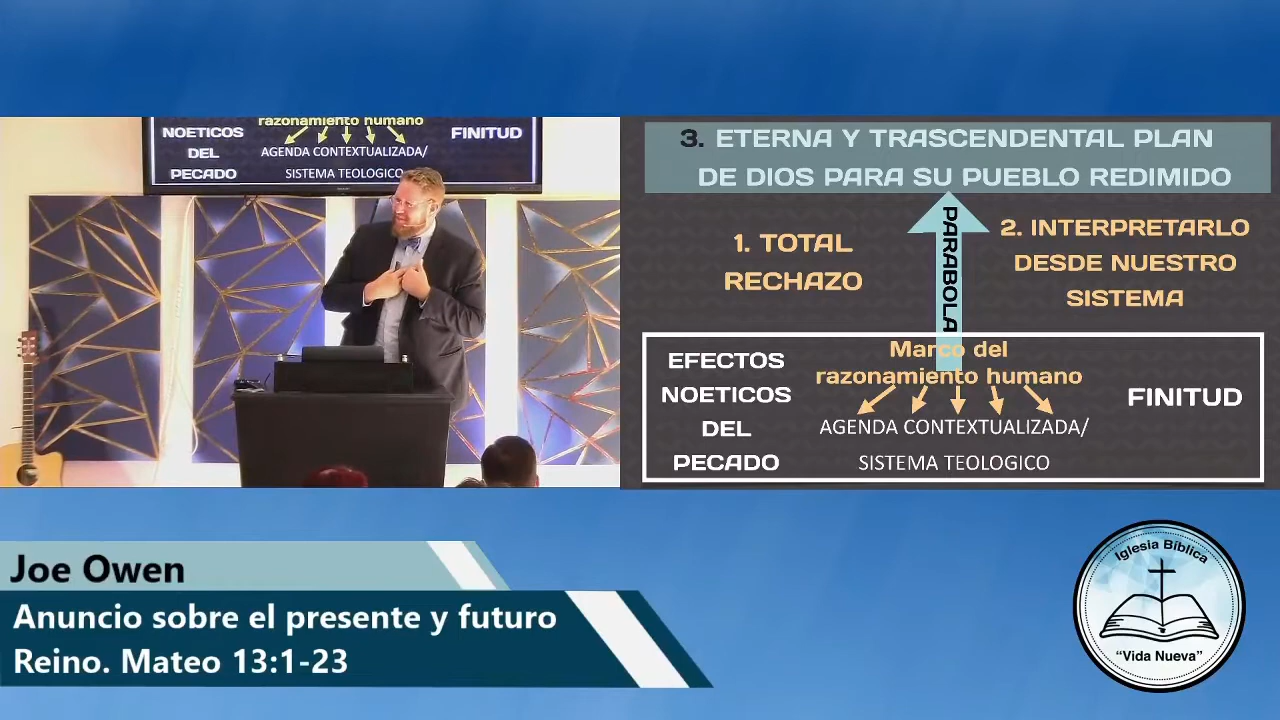 razonamiento humano
NOETICOS
DEL
PECADO
AGENDA CONTEXTUALIZADA/
SISTEMA TEOLOGICO
FINITUD
3. ETERNA Y TRASCENDENTAL PLAN
DE DIOS PARA SU PUEBLO REDIMIDO
1. TOTAL
RECHAZO
PARABOLA
2. INTERPRETARLO
DESDE NUESTRO
SISTEMA
EFECTOS
NOETICOS
DEL
PECADO
Marco del
razonamiento humano
AGENDA CONTEXTUALIZADA/
SISTEMA TEOLOGICO
FINITUD
Joe Owen
Anuncio sobre el presente y futuro
Reino. Mateo 13:1-23
Iglesia Bíblica
“Vida Nueva”